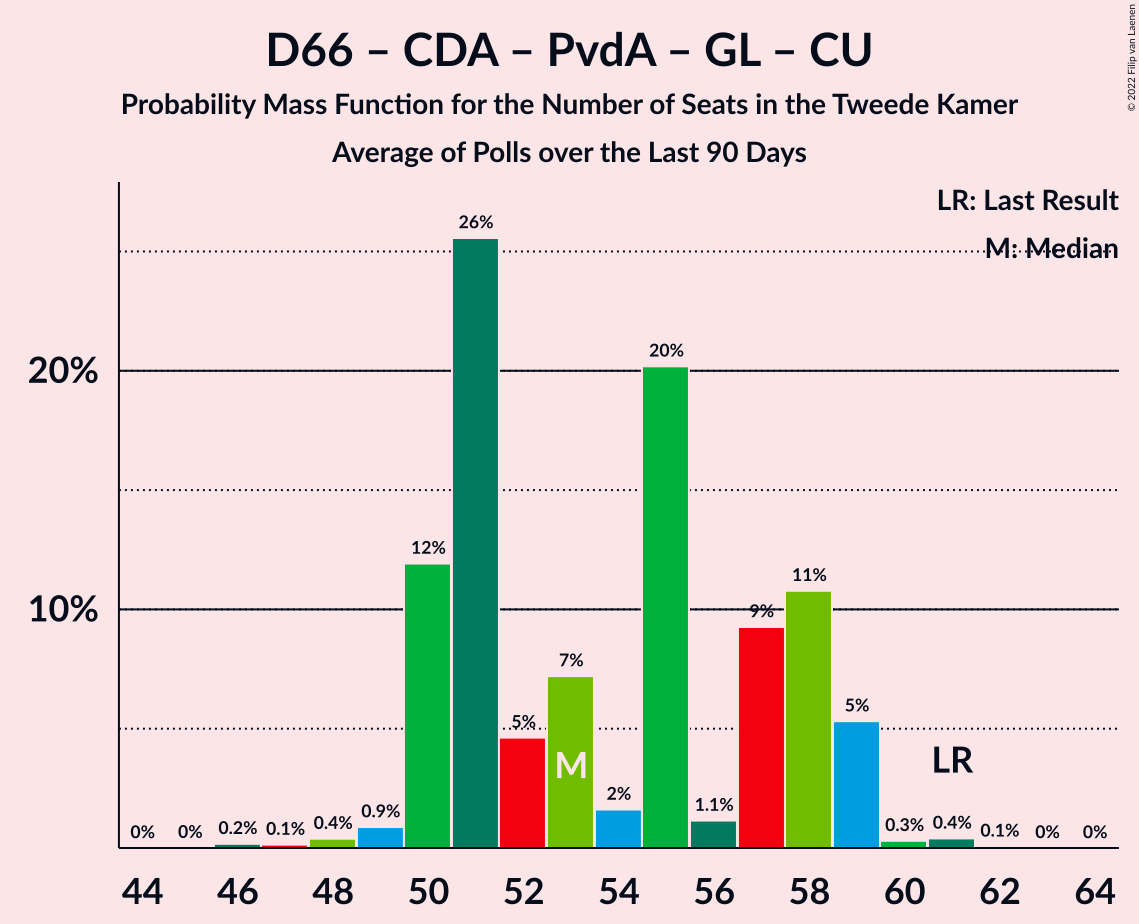 D66 – CDA – PvdA – GL – CU
Probability Mass Function for the Number of Seats in the Tweede Kamer
Average of Polls over the Last 90 Days
© 2022 Filip van Laenen
LR: Last Result
M: Median
26%
20%
20%
12%
11%
10%
9%
7%
5%
5%
M
LR
2%
1.1%
0% 0% 0.2% 0.1% 0.4% 0.9% 0.3% 0.4% 0.1% 0% 0%
44 46 48 50 52 54 56 58 60 62 64